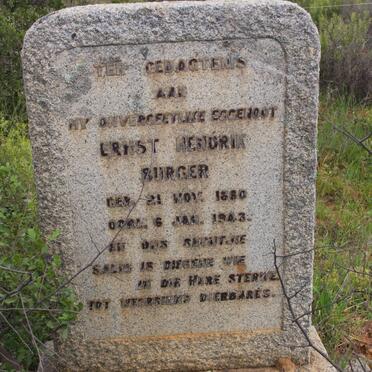 TER GEDAGTENIS
AAN
MY ONVERGEETLIKE EGGENOOT
ERNST HENDRIK
BURGER
GEB. 21 NOV. 1880
OORL. 6 JAN. 1943.
SALIG IS DIEGENE WIE
IN DIE HERE STERWE
TOT WEERSIENS DIERBARES.